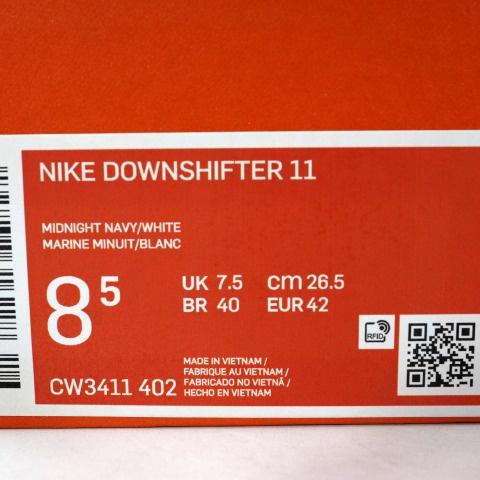 NIKE DOWNSHIFTER 11
MIDNIGHT NAVY/WHITE
MARINE MINUIT/BLANC
8 5
UK 7.5 cm 26.5
BR 40 EUR 42
RFID
CW3411 402
MADE IN VIETNAM /
FABRIQUE AU VIETNAM /
FABRICADO NO VIETNÃ /
HECHO EN VIETNAM